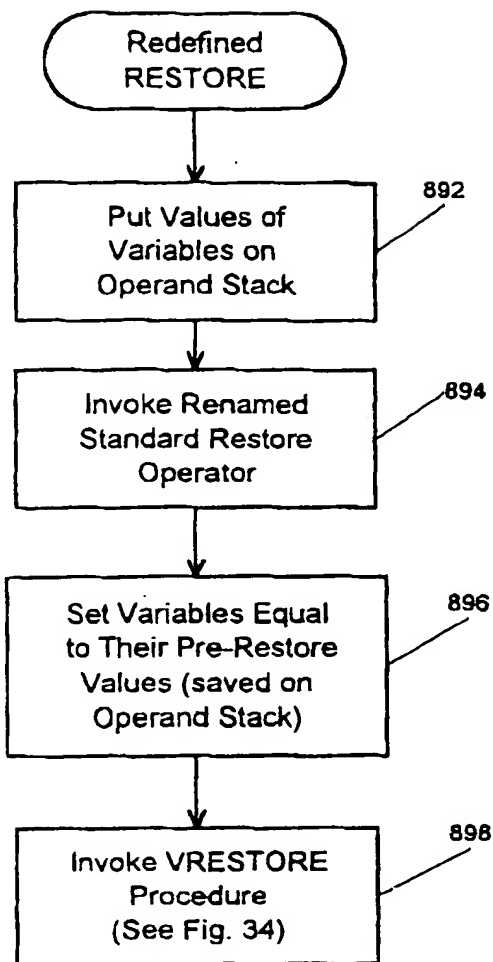 Redefined
RESTORE
892
Put Values of
Variables on
Operand Stack
894
Invoke Renamed
Standard Restore
Operator
896
Set Variables Equal
to Their Pre-Restore
Values (saved on
Operand Stack)
898
Invoke VRESTORE
Procedure
(See Fig. 34)